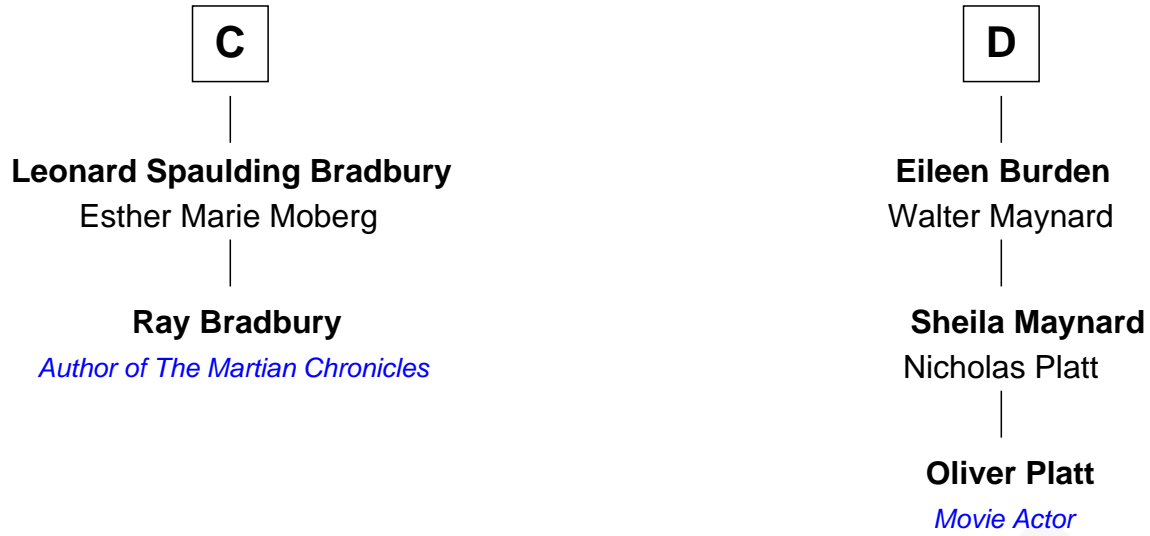 C
Leonard Spaulding Bradbury
Esther Marie Moberg
Ray Bradbury
Author of The Martian Chronicles
D
Eileen Burden
Walter Maynard
Sheila Maynard
Nicholas Platt
Oliver Platt
Movie Actor